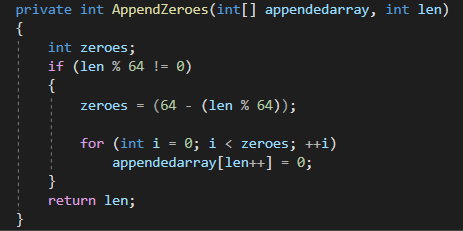 private int AppendZeroes(int[] appendedarray, int len)
{
    int zeroes;
    if (len % 64 != 0)
    {
        zeroes = (64 - (len % 64));

        for (int i = 0; i < zeroes; ++i)
            appendedarray[len++] = 0;
    }
    return len;
}